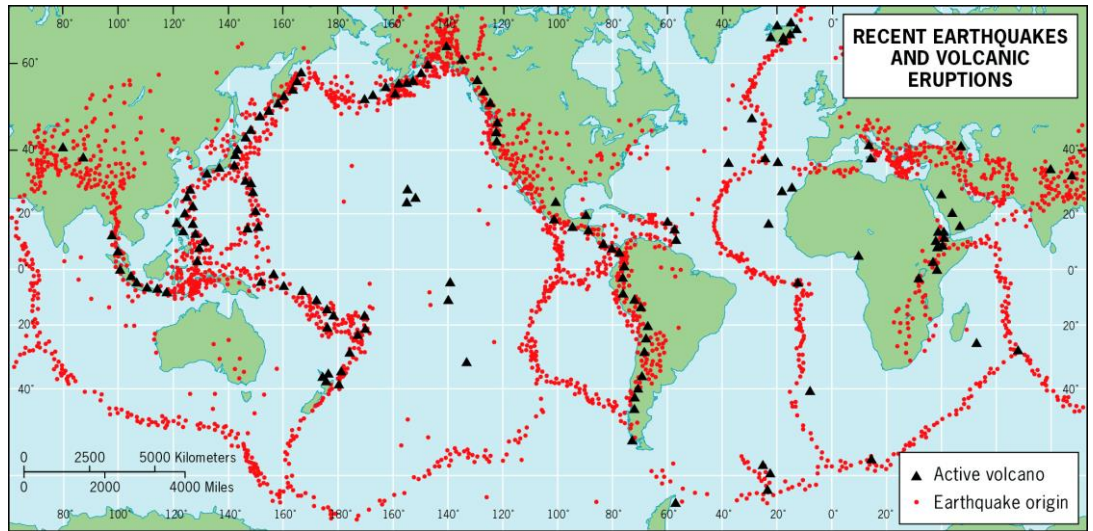 80° 100° 120° 140° 160° 180° 160° 140° 120° 100° 80° 60° 40° 20° 0°
RECENT EARTHQUAKES
AND VOLCANIC
ERUPTIONS
60°
40° 40°
20° 20°
0° 0°
20° 20°
40° 40°
0 2500 5000 Kilometers
0 2000 4000 Miles
Active volcano
Earthquake origin
80° 100° 120° 140° 160° 180° 160° 140° 120° 100° 80° 60° 40° 20° 0° 20°